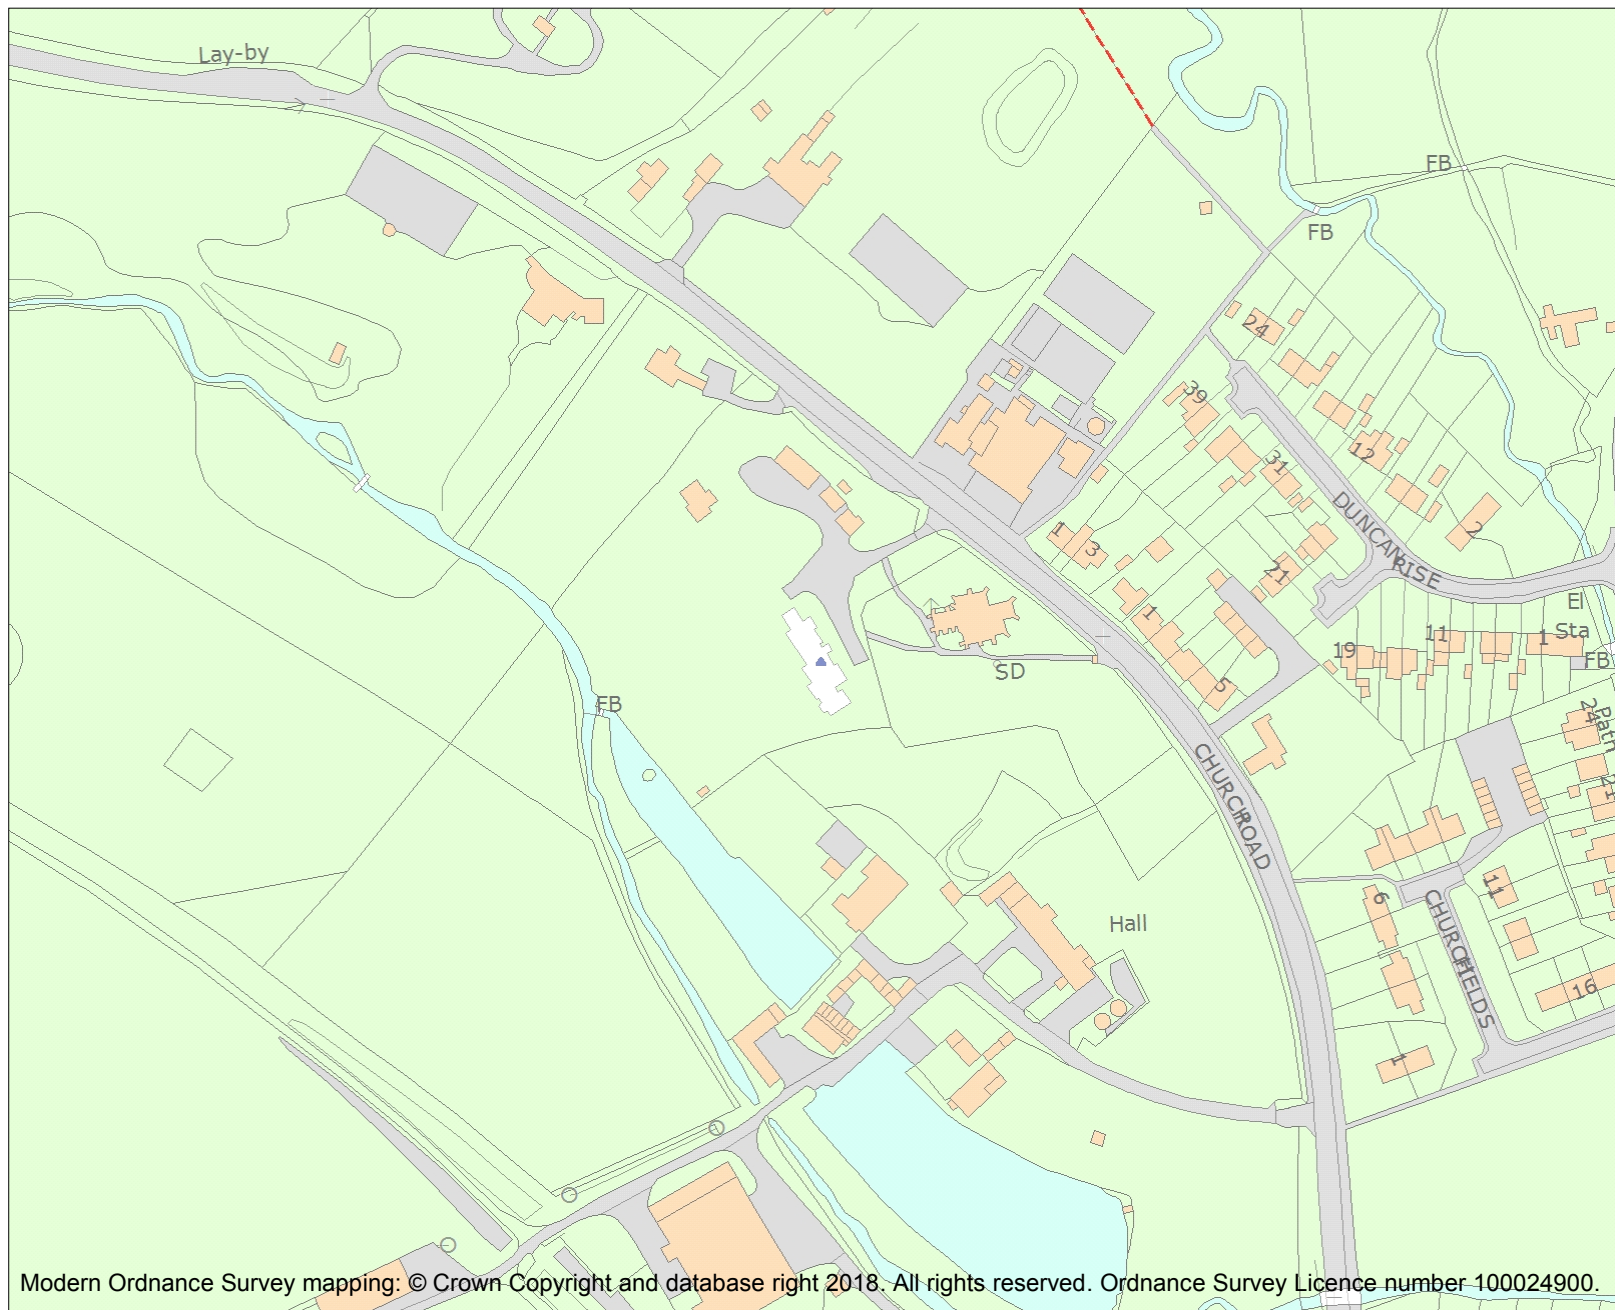 Lay-by
FB
FB
24
39
12
31
2
DUNCAN RISE
1
3
21
El
Sta
1
11
1
19
FB
SD
5
FB
24
Path
21
CHURCH ROAD
11
6
Hall
CHURCHFIELDS
16
1
Modern Ordnance Survey mapping: © Crown Copyright and database right 2018. All rights reserved. Ordnance Survey Licence number 100024900.